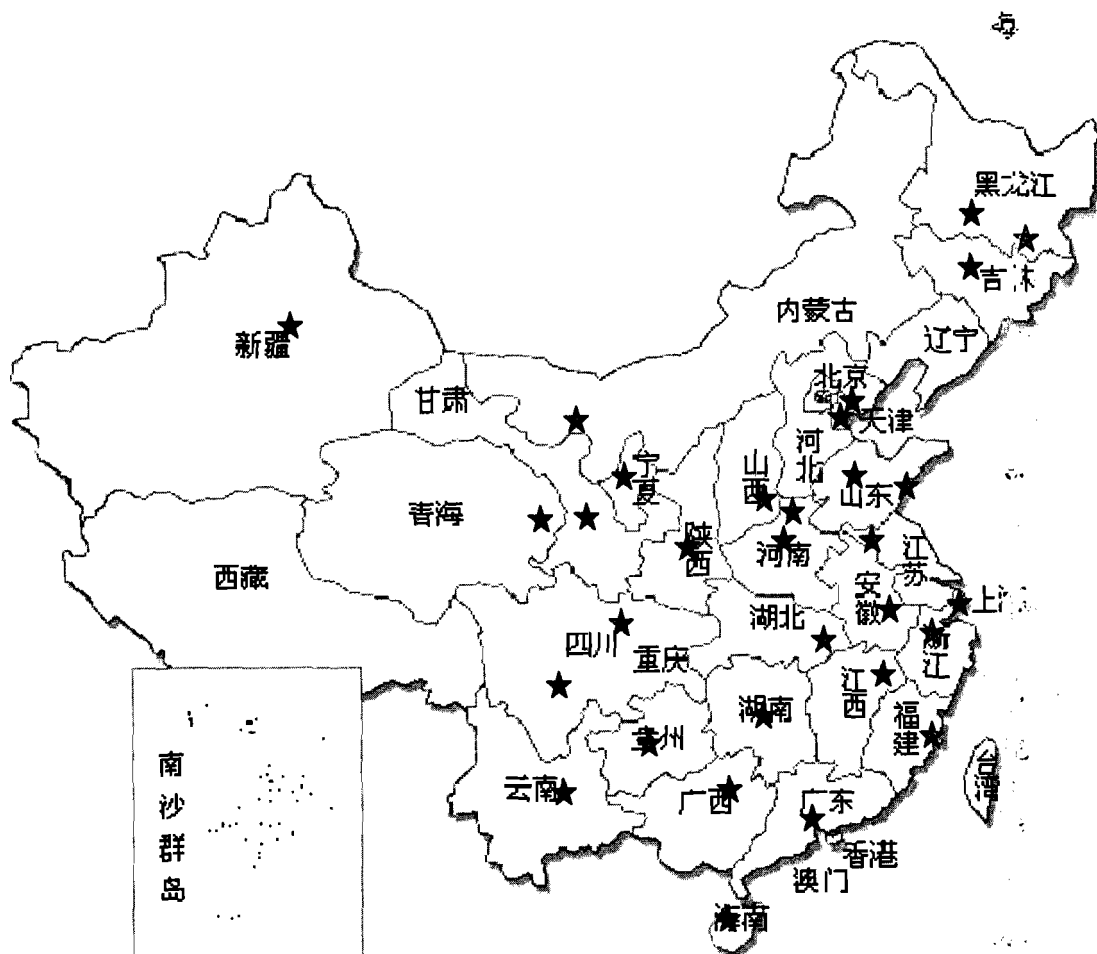 黑龙江
吉林
内蒙古
辽宁
新疆
北京
甘肃
天津
河北
宁夏
山西
山东
青海
陕西
河南
江苏
西藏
安徽
上海
湖北
四川
重庆
浙江
江西
湖南
福建
贵州
云南
广西
广东
台湾
香港
澳门
海南
南沙群岛